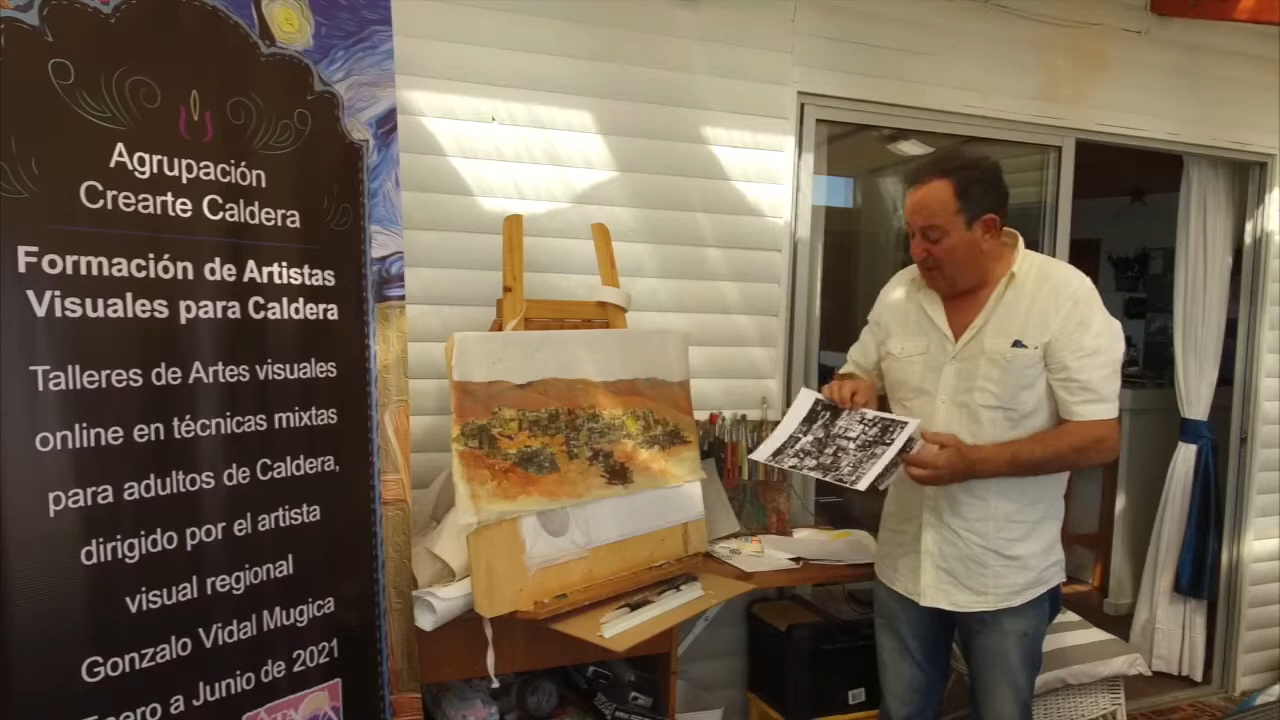 Agrupación
Crearte Caldera
Formación de Artistas
Visuales para Caldera
Talleres de Artes visuales
online en técnicas mixtas
para adultos de Caldera,
dirigido por el artista
visual regional
Gonzalo Vidal Mugica
Enero a Junio de 2021